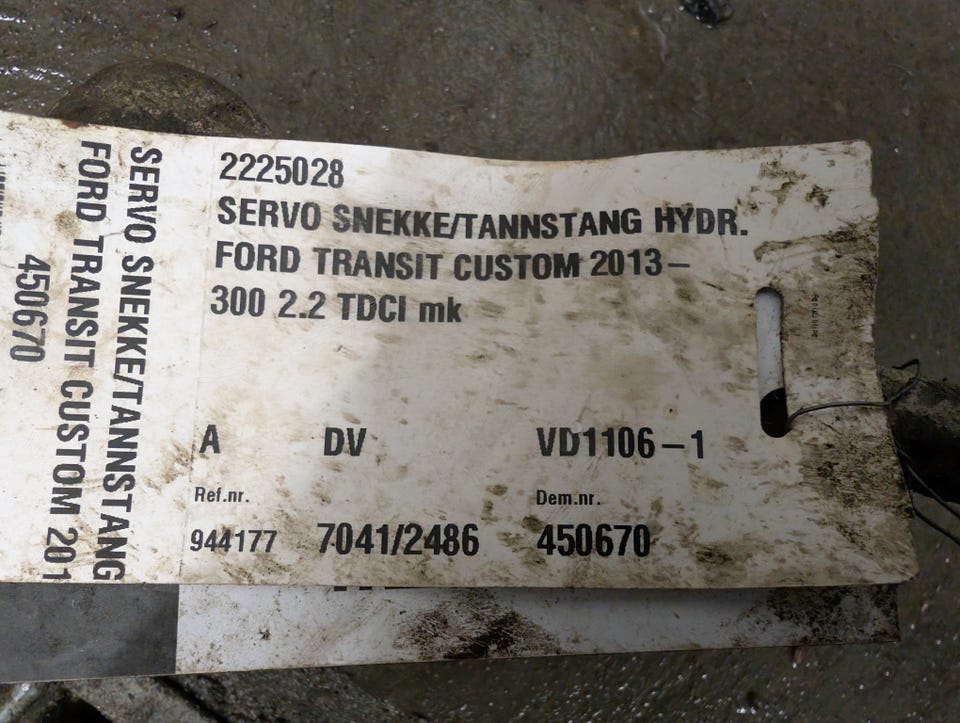 2225028
SERVO SNEKKE/TANNSTANG HYDR.
FORD TRANSIT CUSTOM 2013–
300 2.2 TDCI mk
A DV VD1106–1
Ref.nr. Dem.nr.
944177 7041/2486 450670
SERVO SNEKKE/TANNSTANG
FORD TRANSIT CUSTOM 201
450670